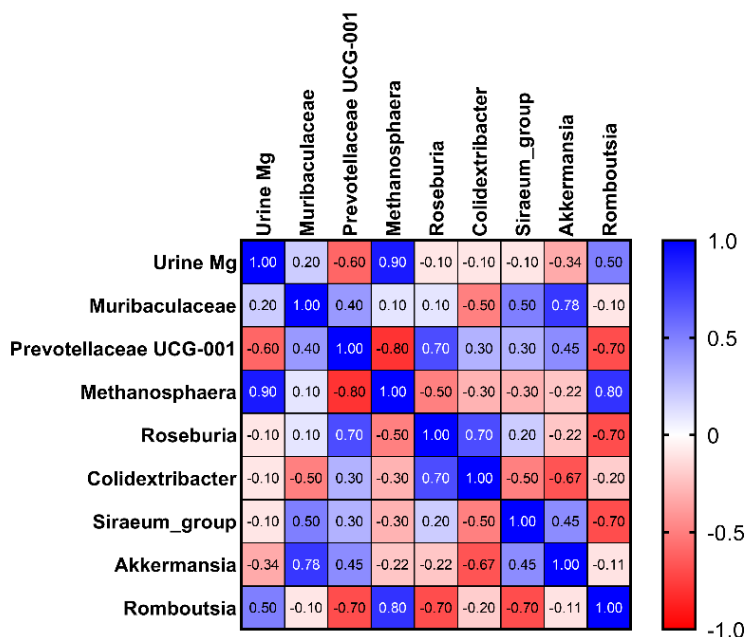 Urine Mg
Muribaculaceae
Prevotellaceae UCG-001
Methanosphaera
Roseburia
Colidextribacter
Siraeum_group
Akkermansia
Romboutsia
Urine Mg 1.00 0.20 -0.60 0.90 -0.10 -0.10 -0.10 -0.34 0.50
Muribaculaceae 0.20 1.00 0.40 0.10 0.10 -0.50 0.50 0.78 -0.10
Prevotellaceae UCG-001 -0.60 0.40 1.00 -0.80 0.70 0.30 0.30 0.45 -0.70
Methanosphaera 0.90 0.10 -0.80 1.00 -0.50 -0.30 -0.30 -0.22 0.80
Roseburia -0.10 0.10 0.70 -0.50 1.00 0.70 0.20 -0.22 -0.70
Colidextribacter -0.10 -0.50 0.30 -0.30 0.70 1.00 -0.50 -0.67 -0.20
Siraeum_group -0.10 0.50 0.30 -0.30 0.20 -0.50 1.00 0.45 -0.70
Akkermansia -0.34 0.78 0.45 -0.22 -0.22 -0.67 0.45 1.00 -0.11
Romboutsia 0.50 -0.10 -0.70 0.80 -0.70 -0.20 -0.70 -0.11 1.00
1.0
0.5
0
-0.5
-1.0